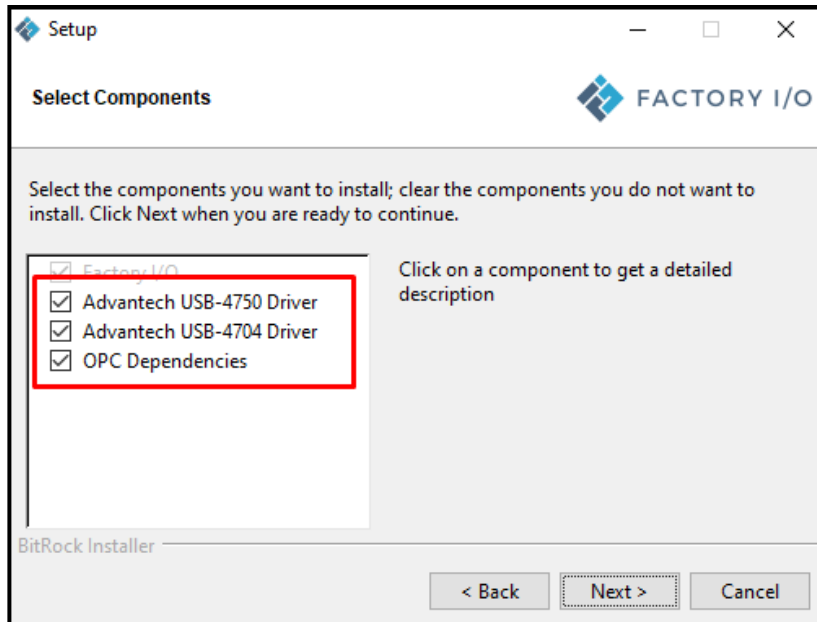 Setup
Select Components
FACTORY I/O
Select the components you want to install; clear the components you do not want to
install. Click Next when you are ready to continue.
Factory I/O
Advantech USB-4750 Driver
Advantech USB-4704 Driver
OPC Dependencies
Click on a component to get a detailed
description
BitRock Installer
< Back
Next >
Cancel